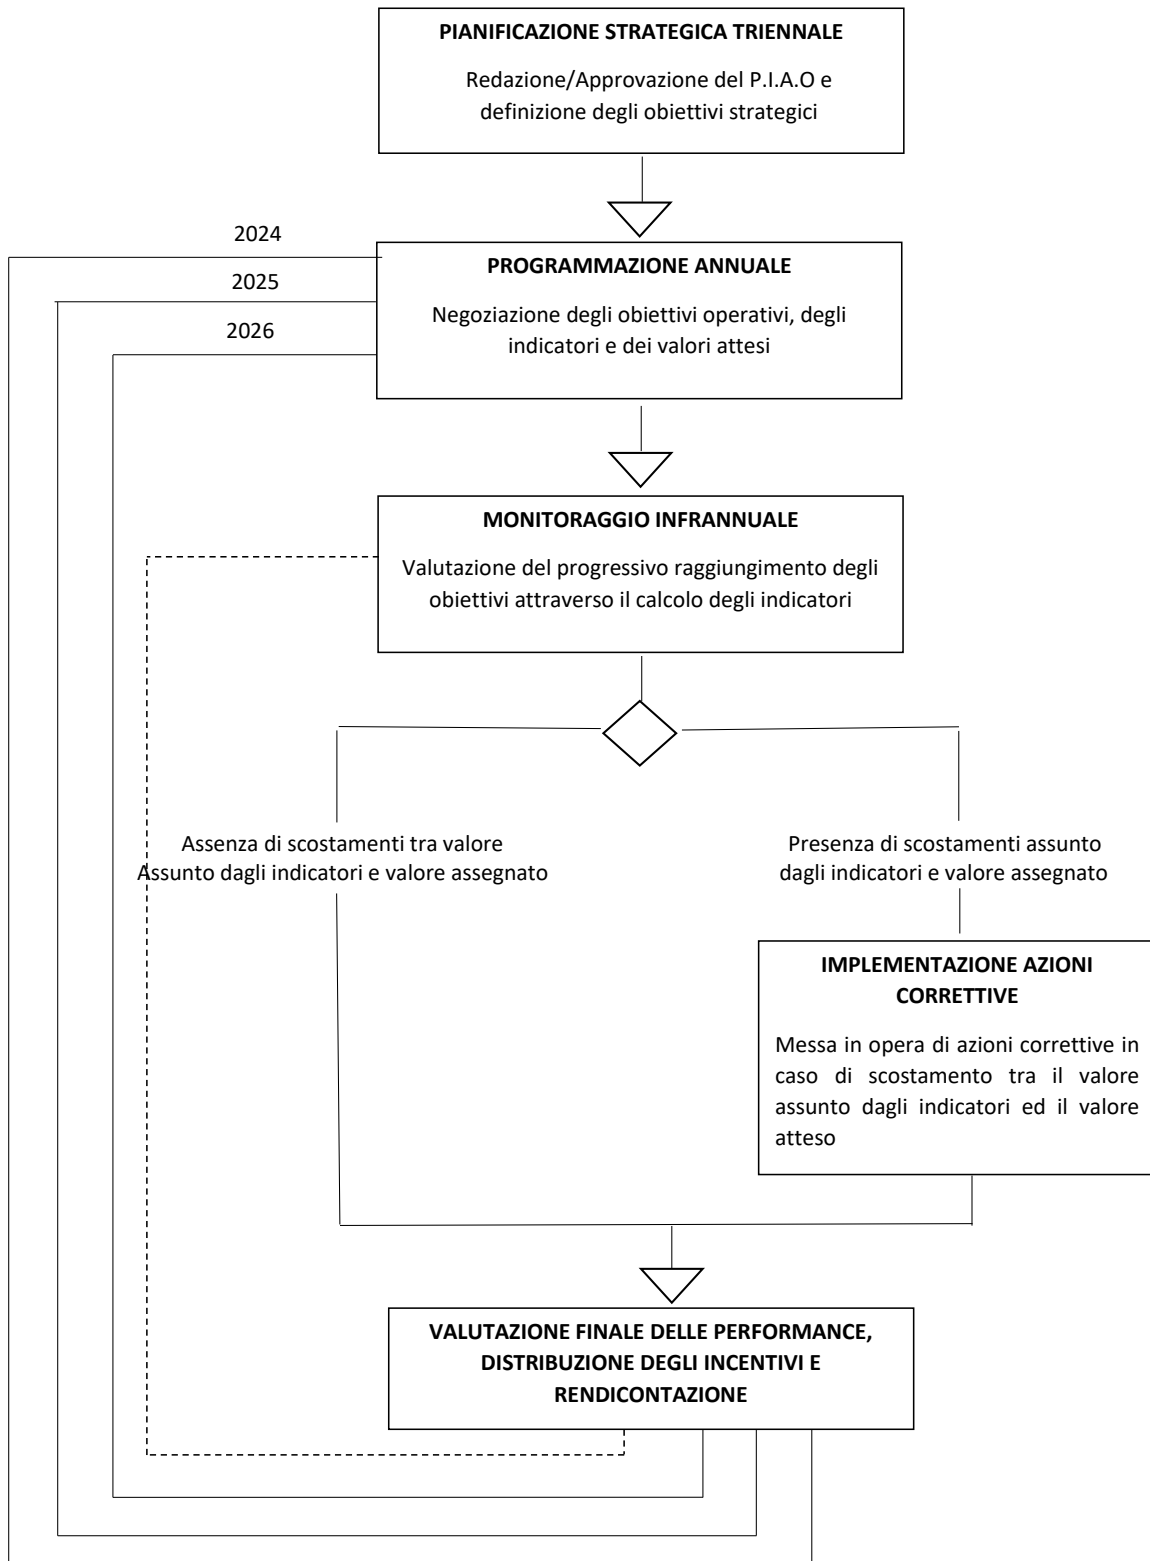 PIANIFICAZIONE STRATEGICA TRIENNALE
Redazione/Approvazione del P.I.A.O e
definizione degli obiettivi strategici
2024
2025
2026
PROGRAMMAZIONE ANNUALE
Negoziazione degli obiettivi operativi, degli
indicatori e dei valori attesi
MONITORAGGIO INFRANNUALE
Valutazione del progressivo raggiungimento degli
obiettivi attraverso il calcolo degli indicatori
Assenza di scostamenti tra valore
Assunto dagli indicatori e valore assegnato
Presenza di scostamenti assunto
dagli indicatori e valore assegnato
IMPLEMENTAZIONE AZIONI
CORRETTIVE
Messa in opera di azioni correttive in
caso di scostamento tra il valore
assunto dagli indicatori ed il valore
atteso
VALUTAZIONE FINALE DELLE PERFORMANCE,
DISTRIBUZIONE DEGLI INCENTIVI E
RENDICONTAZIONE